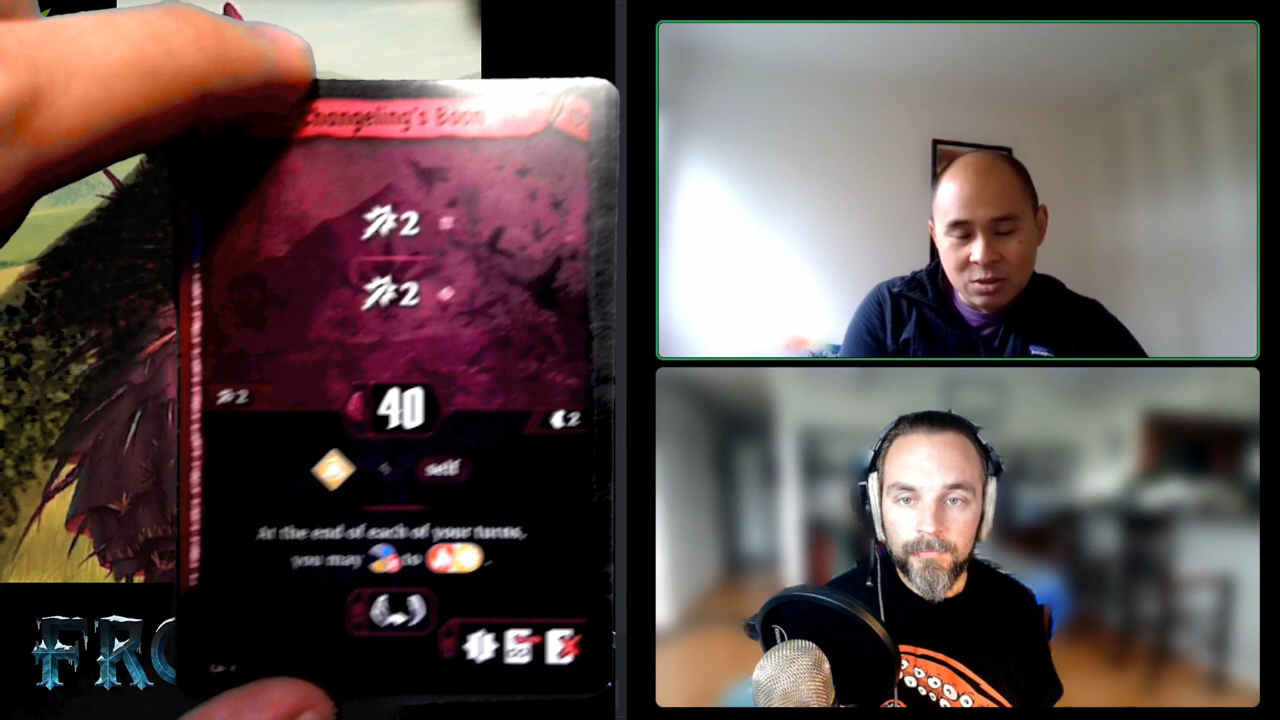 Changeling's Boon
2
2
2
40
2
self
At the end of each of your turns,
you may to .
FRO